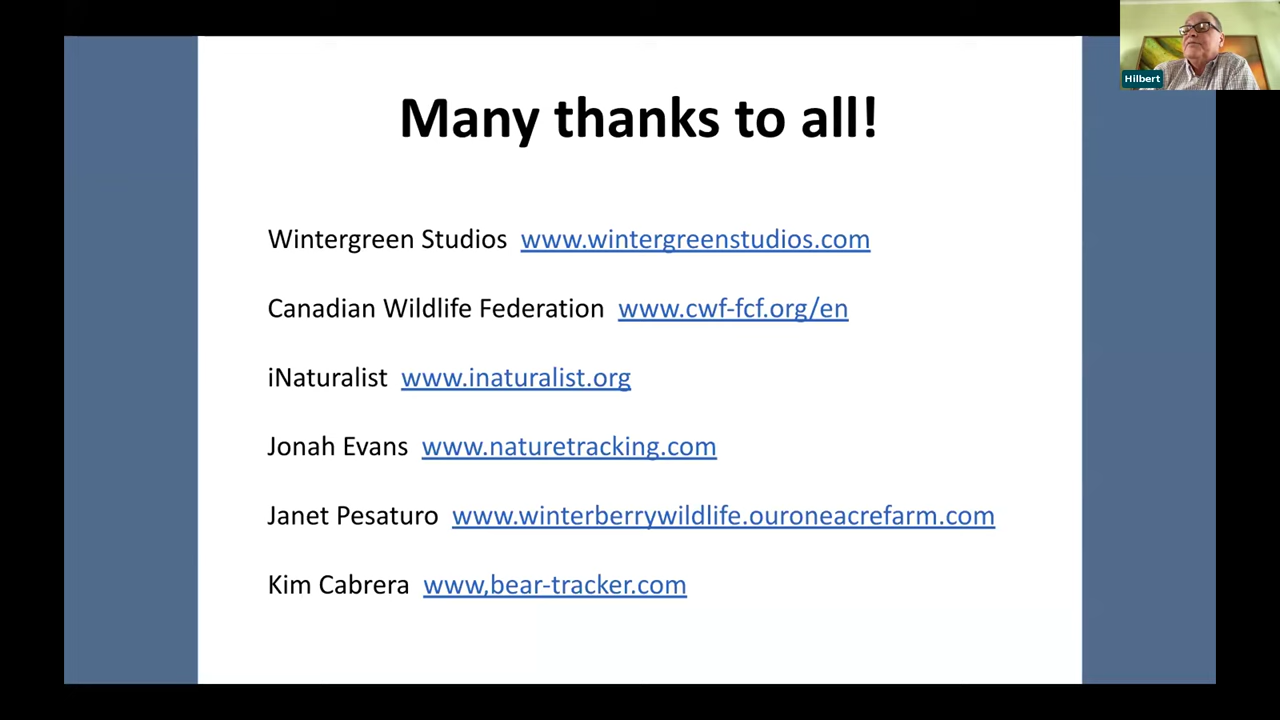 Many thanks to all!
Hilbert
Wintergreen Studios www.wintergreenstudios.com
Canadian Wildlife Federation www.cwf-fcf.org/en
iNaturalist www.inaturalist.org
Jonah Evans www.naturetracking.com
Janet Pesaturo www.winterberrywildlife.ouroneacrefarm.com
Kim Cabrera www,bear-tracker.com